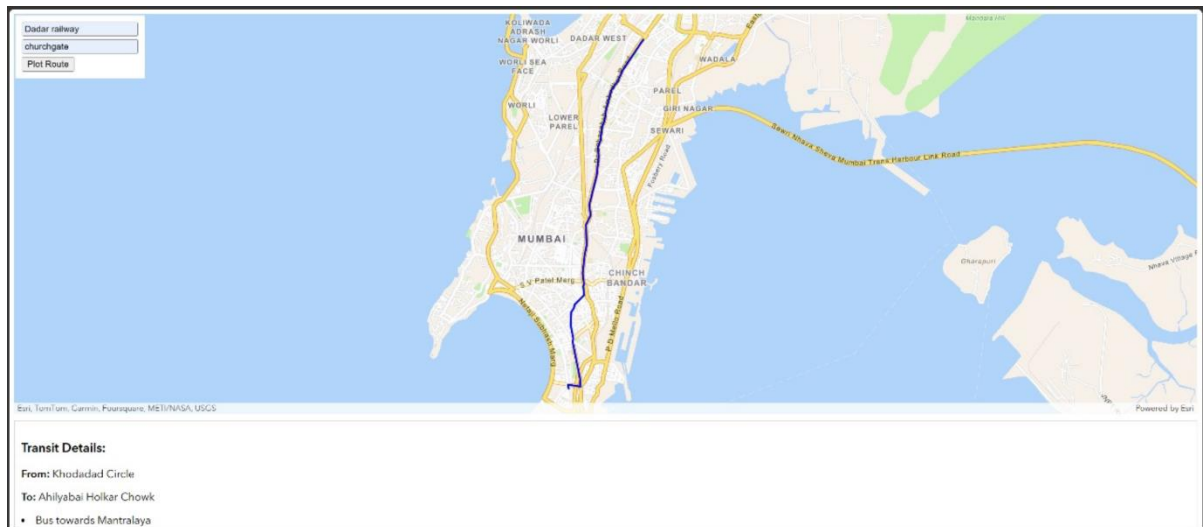 Dadar railway
churchgate
Plot Route
KOLIWADA
ADRASH
NAGAR WORLI
DADAR WEST
WORLI SEA
FACE
WADALA
WORLI
LOWER
PAREL
PAREL
GIRI NAGAR
SEWARI
Sewri Nhava Sheva Mumbai Trans Harbour Link Road
MUMBAI
S V Patel Marg
CHINCH
BANDAR
Netaji Subhash Marg
P D Mello Road
Gharapuri
Esri, TomTom, Garmin, Foursquare, METI/NASA, USGS
Powered by Esri
Transit Details:
From: Khodadad Circle
To: Ahilyabai Holkar Chowk
• Bus towards Mantralaya